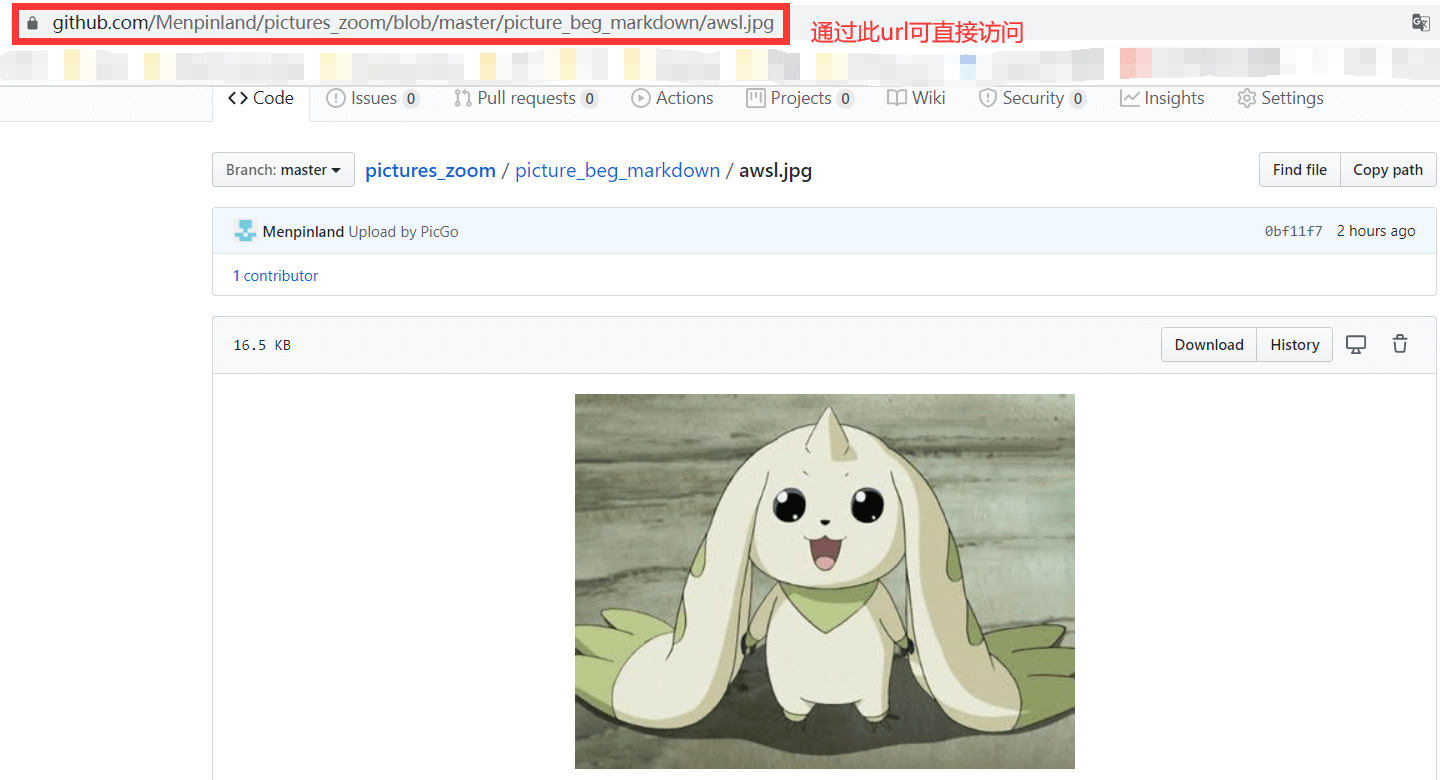 github.com/Menpinland/pictures_zoom/blob/master/picture_beg_markdown/awsl.jpg 通过此url可直接访问
Code Issues 0 Pull requests 0 Actions Projects 0 Wiki Security 0 Insights Settings
Branch: master pictures_zoom / picture_beg_markdown / awsl.jpg Find file Copy path
Menpinland Upload by PicGo 0bf11f7 2 hours ago
1 contributor
16.5 KB Download History